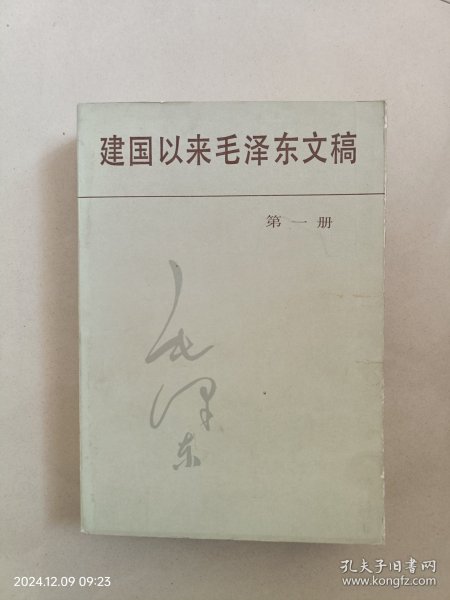 建国以来毛泽东文稿
第一册
毛泽东
2024.12.09 09:23
孔夫子旧书网
www.kongfz.com